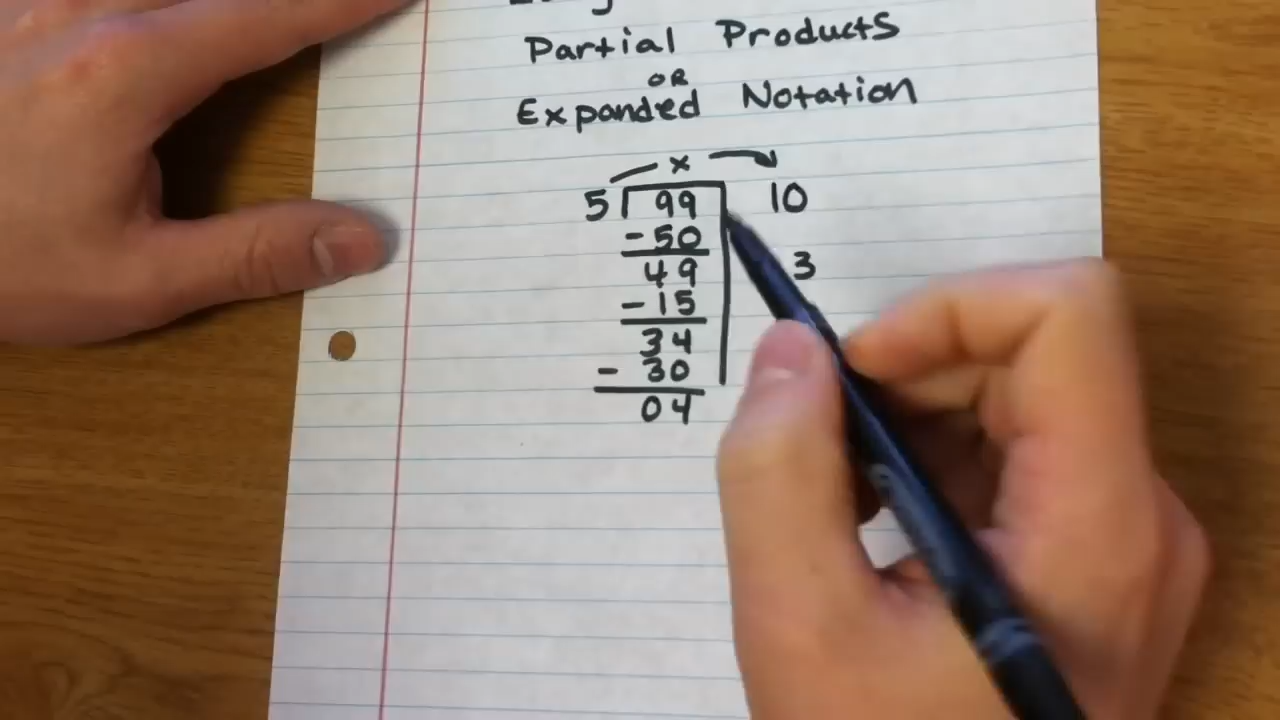 Partial Products
OR
Expanded Notation
x
5 99 10
-50
49 3
-15
34
- 30
04